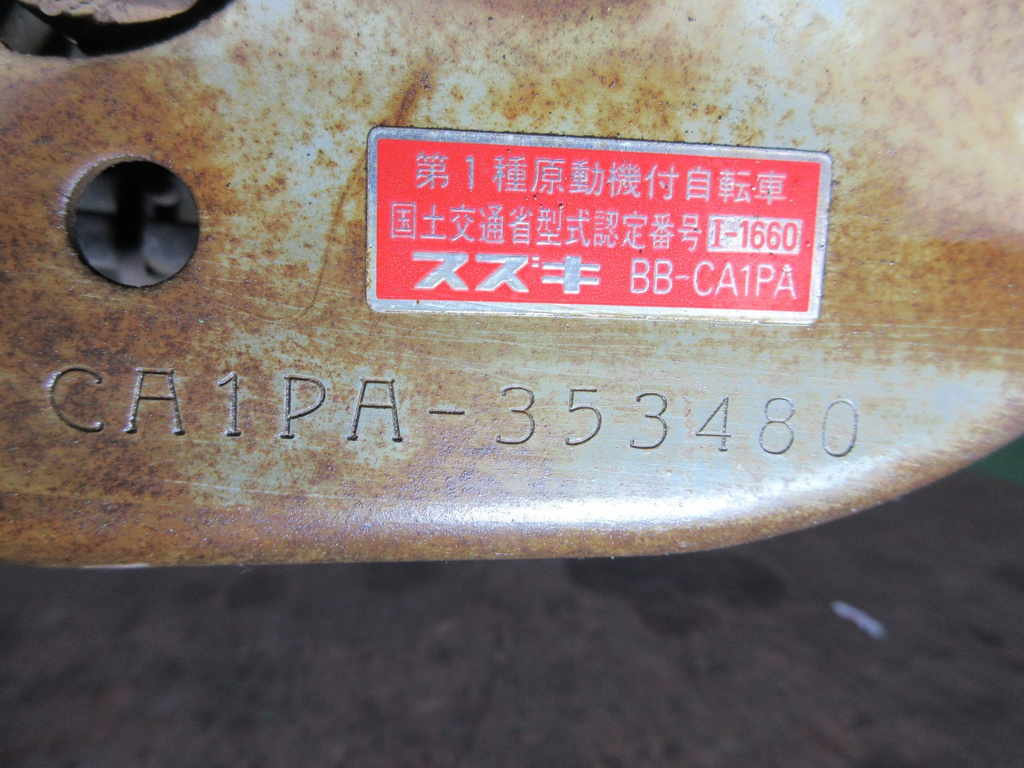 第1種原動機付自転車
国土交通省型式認定番号 I-1660
スズキ BB-CA1PA
CA1PA-353480